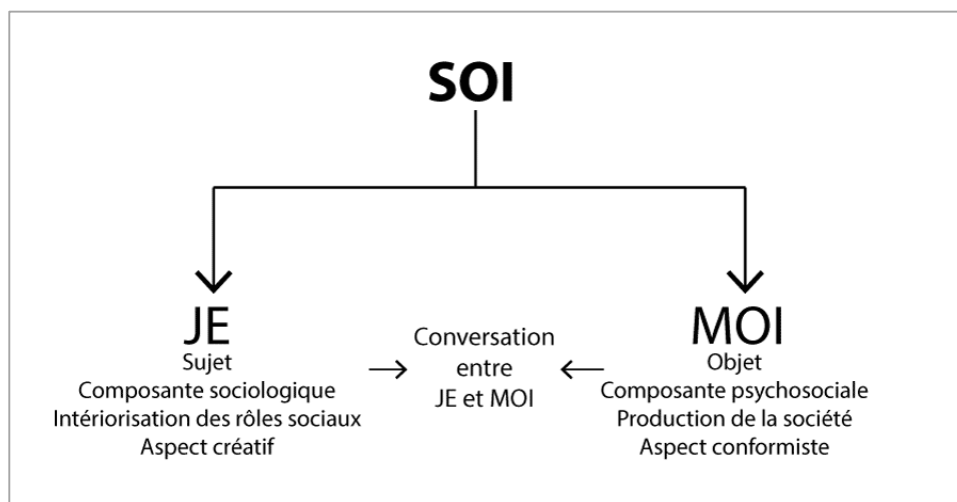 SOI
JE
Sujet
Composante sociologique
Intériorisation des rôles sociaux
Aspect créatif
Conversation
entre
JE et MOI
MOI
Objet
Composante psychosociale
Production de la société
Aspect conformiste